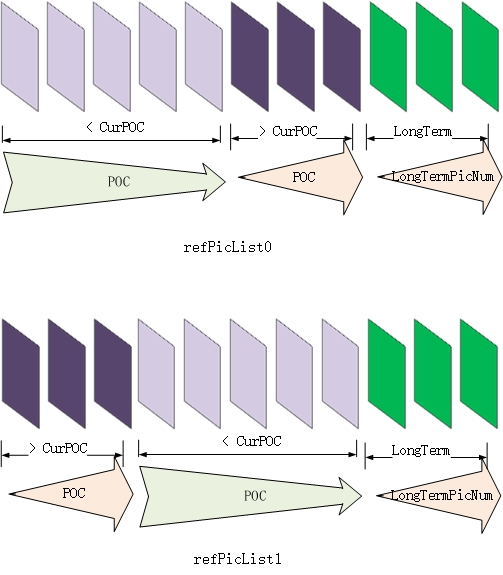 < CurPOC
> CurPOC
LongTerm
POC
POC
LongTermPicNum
refPicList0
> CurPOC
< CurPOC
LongTerm
POC
POC
LongTermPicNum
refPicList1